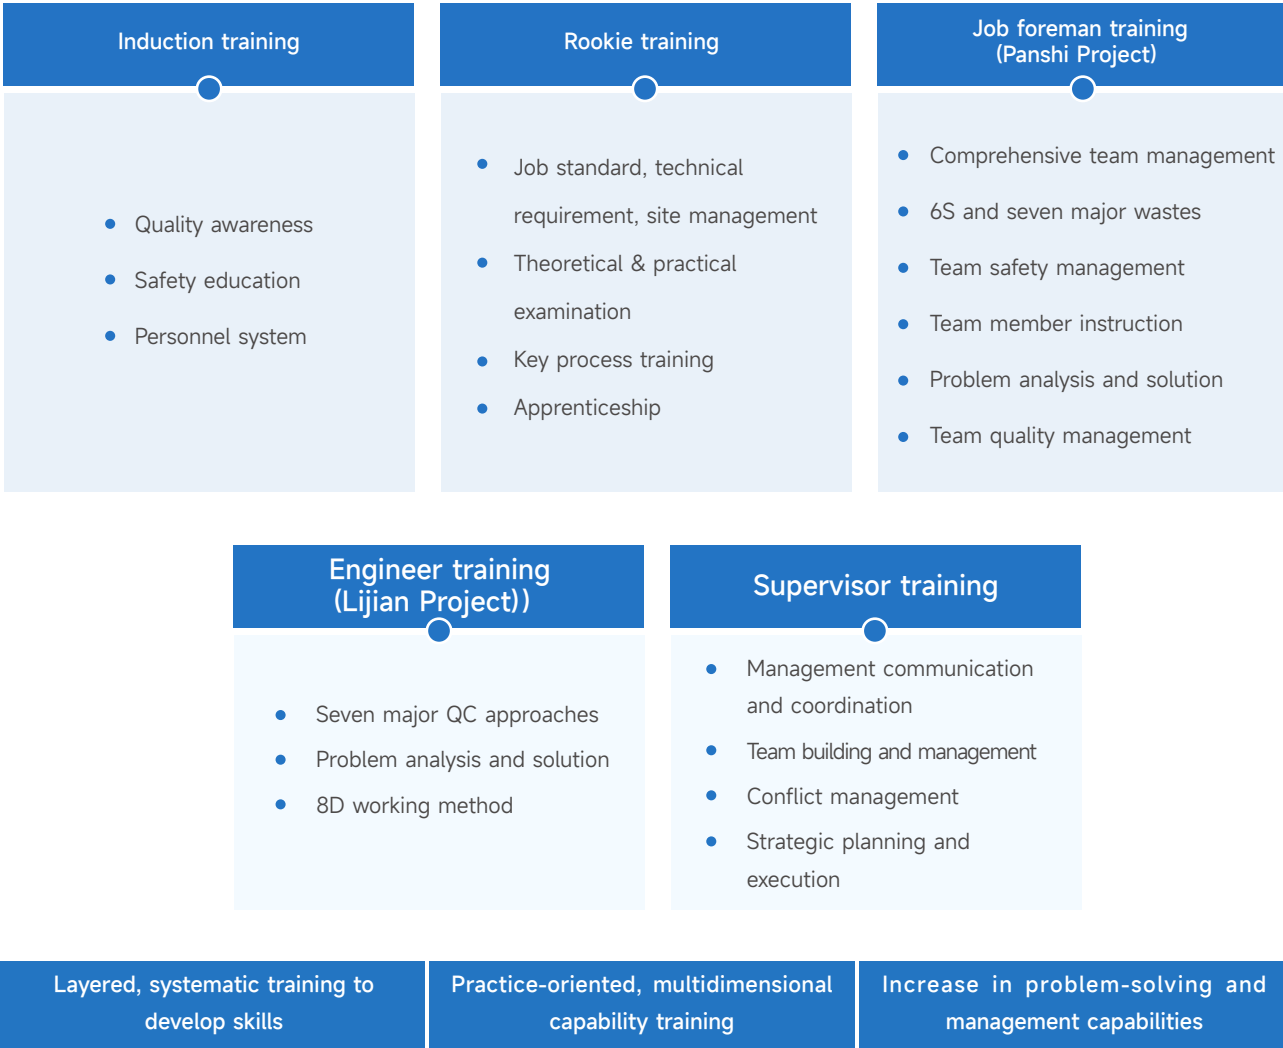 Induction training
Quality awareness
Safety education
Personnel system
Rookie training
Job standard, technical
requirement, site management
Theoretical & practical
examination
Key process training
Apprenticeship
Job foreman training
(Panshi Project)
Comprehensive team management
6S and seven major wastes
Team safety management
Team member instruction
Problem analysis and solution
Team quality management
Engineer training
(Lijian Project))
Seven major QC approaches
Problem analysis and solution
8D working method
Supervisor training
Management communication
and coordination
Team building and management
Conflict management
Strategic planning and
execution
Layered, systematic training to
develop skills
Practice-oriented, multidimensional
capability training
Increase in problem-solving and
management capabilities